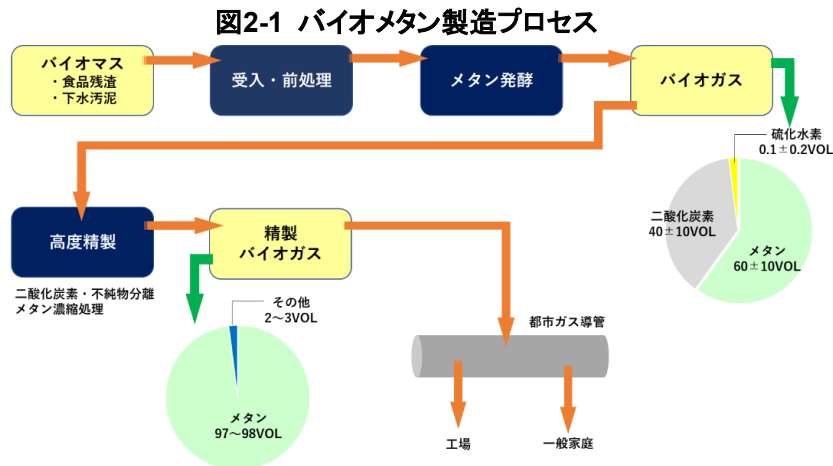 図2-1 バイオメタン製造プロセス
バイオマス
・食品残渣
・下水汚泥
受入・前処理
メタン発酵
バイオガス
硫化水素
0.1±0.2VOL
二酸化炭素
40±10VOL
メタン
60±10VOL
高度精製
二酸化炭素・不純物分離
メタン濃縮処理
精製
バイオガス
その他
2～3VOL
メタン
97～98VOL
都市ガス導管
工場
一般家庭